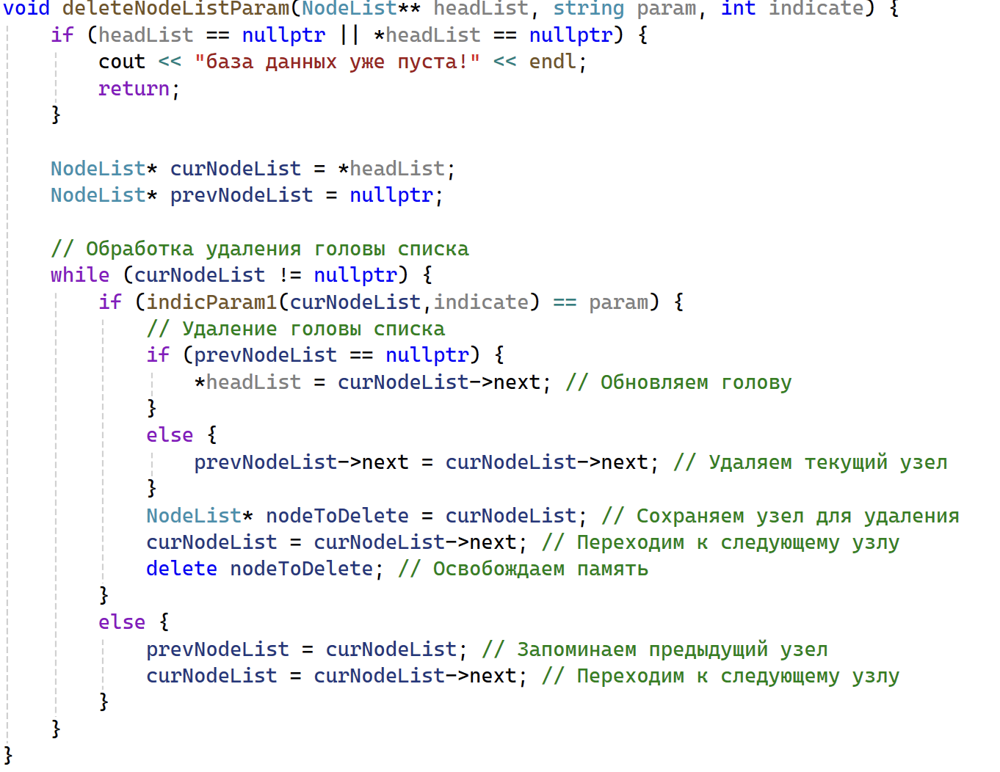 void deleteNodeListParam(NodeList** headList, string param, int indicate) {
    if (headList == nullptr || *headList == nullptr) {
        cout << "база данных уже пуста!" << endl;
        return;
    }
    NodeList* curNodeList = *headList;
    NodeList* prevNodeList = nullptr;
    // Обработка удаления головы списка
    while (curNodeList != nullptr) {
        if (indicParam1(curNodeList,indicate) == param) {
            // Удаление головы списка
            if (prevNodeList == nullptr) {
                *headList = curNodeList->next; // Обновляем голову
            }
            else {
                prevNodeList->next = curNodeList->next; // Удаляем текущий узел
            }
            NodeList* nodeToDelete = curNodeList; // Сохраняем узел для удаления
            curNodeList = curNodeList->next; // Переходим к следующему узлу
            delete nodeToDelete; // Освобождаем память
        }
        else {
            prevNodeList = curNodeList; // Запоминаем предыдущий узел
            curNodeList = curNodeList->next; // Переходим к следующему узлу
        }
    }
}